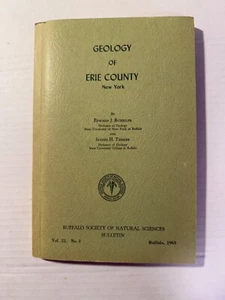 GEOLOGY
OF
ERIE COUNTY
New York
By
Edward J. Buehler
Professor of Geology
State University of New York at Buffalo
and
Irving H. Tesmer
Professor of Geology
State University College at Buffalo
BUFFALO SOCIETY OF NATURAL SCIENCES
BULLETIN
Vol. 21, No. 3 Buffalo, 1963